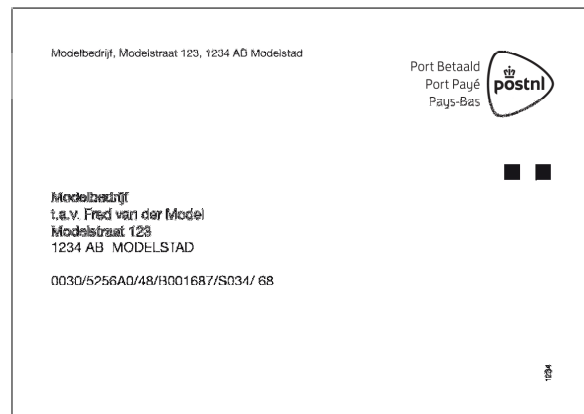 Modelbedrijf, Modelstraat 123, 1234 AB Modelstad
Port Betaald
Port Payé
Pays-Bas
postnl
Modelbedrijf
t.a.v. Fred van der Model
Modelstraat 123
1234 AB MODELSTAD
0030/5256A0/48/B001687/S034/ 68
1234